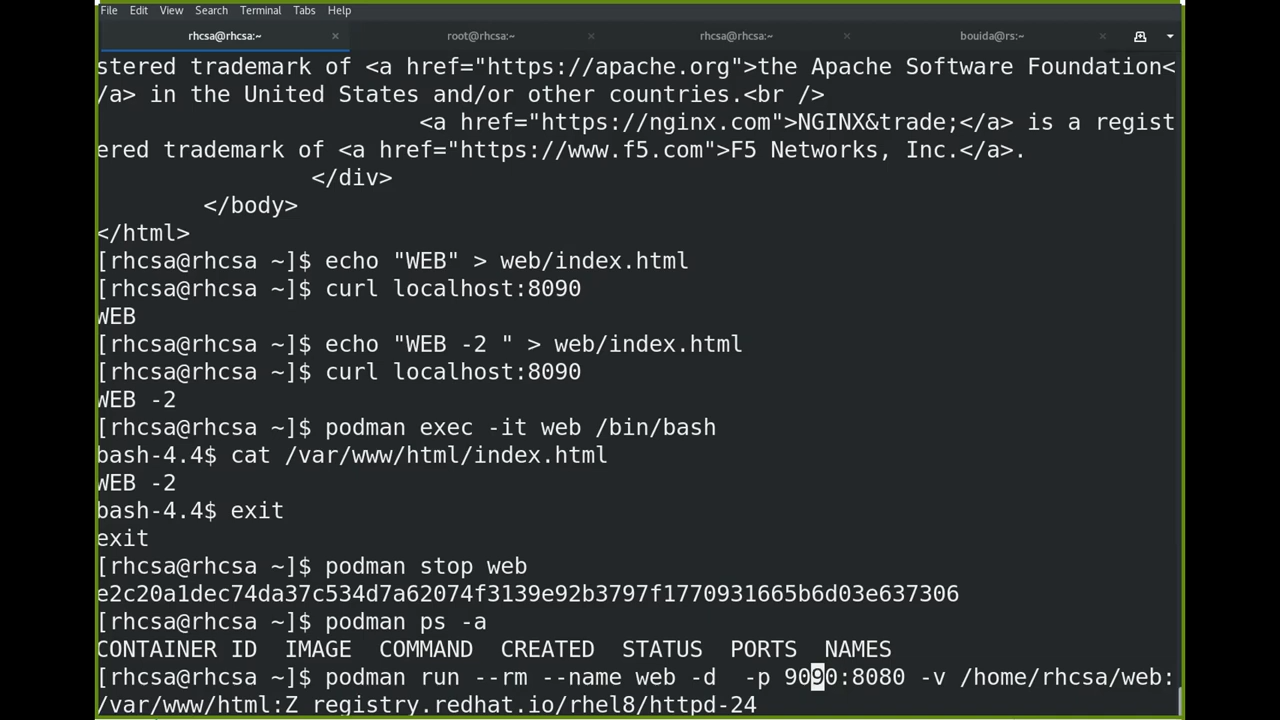 File Edit View Search Terminal Tabs Help
rhcsa@rhcsa:~ × root@rhcsa:~ × rhcsa@rhcsa:~ × bouida@rs:~ ×
stered trademark of <a href="https://apache.org">the Apache Software Foundation<
/a> in the United States and/or other countries.<br />
<a href="https://nginx.com">NGINX&trade;</a> is a regist
ered trademark of <a href="https://www.f5.com">F5 Networks, Inc.</a>.
</div>
</body>
</html>
[rhcsa@rhcsa ~]$ echo "WEB" > web/index.html
[rhcsa@rhcsa ~]$ curl localhost:8090
WEB
[rhcsa@rhcsa ~]$ echo "WEB -2 " > web/index.html
[rhcsa@rhcsa ~]$ curl localhost:8090
WEB -2
[rhcsa@rhcsa ~]$ podman exec -it web /bin/bash
bash-4.4$ cat /var/www/html/index.html
WEB -2
bash-4.4$ exit
exit
[rhcsa@rhcsa ~]$ podman stop web
e2c20a1dec74da37c534d7a62074f3139e92b3797f1770931665b6d03e637306
[rhcsa@rhcsa ~]$ podman ps -a
CONTAINER ID  IMAGE  COMMAND  CREATED  STATUS  PORTS  NAMES
[rhcsa@rhcsa ~]$ podman run --rm --name web -d  -p 9090:8080 -v /home/rhcsa/web:
/var/www/html:Z registry.redhat.io/rhel8/httpd-24